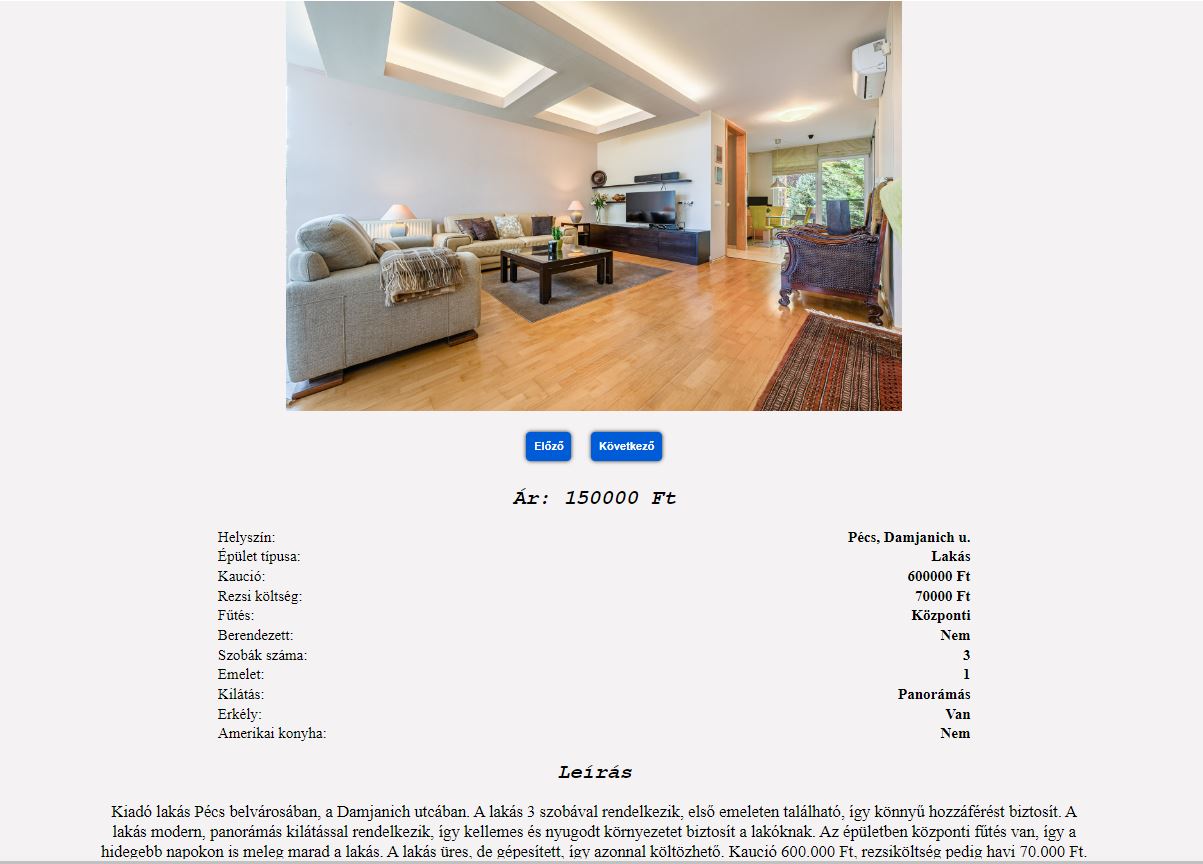 Előző Következő
Ár: 150000 Ft
Helyszín: Pécs, Damjanich u.
Épület típusa: Lakás
Kaució: 600000 Ft
Rezsi költség: 70000 Ft
Fűtés: Központi
Berendezett: Nem
Szobák száma: 3
Emelet: 1
Kilátás: Panorámás
Erkély: Van
Amerikai konyha: Nem
Leírás
Kiadó lakás Pécs belvárosában, a Damjanich utcában. A lakás 3 szobával rendelkezik, első emeleten található, így könnyű hozzáférést biztosít. A
lakás modern, panorámás kilátással rendelkezik, így kellemes és nyugodt környezetet biztosít a lakóknak. Az épületben központi fűtés van, így a
hidegebb napokon is meleg marad a lakás. A lakás üres, de gépesített, így azonnal költözhető. Kaució 600.000 Ft, rezsiköltség pedig havi 70.000 Ft.